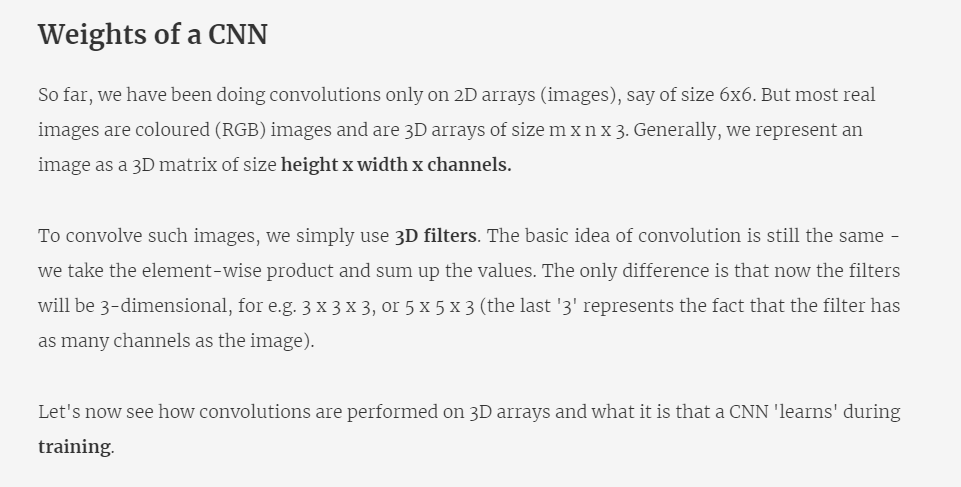 Weights of a CNN
So far, we have been doing convolutions only on 2D arrays (images), say of size 6x6. But most real
images are coloured (RGB) images and are 3D arrays of size m x n x 3. Generally, we represent an
image as a 3D matrix of size height x width x channels.
To convolve such images, we simply use 3D filters. The basic idea of convolution is still the same -
we take the element-wise product and sum up the values. The only difference is that now the filters
will be 3-dimensional, for e.g. 3 x 3 x 3, or 5 x 5 x 3 (the last '3' represents the fact that the filter has
as many channels as the image).
Let's now see how convolutions are performed on 3D arrays and what it is that a CNN 'learns' during
training.